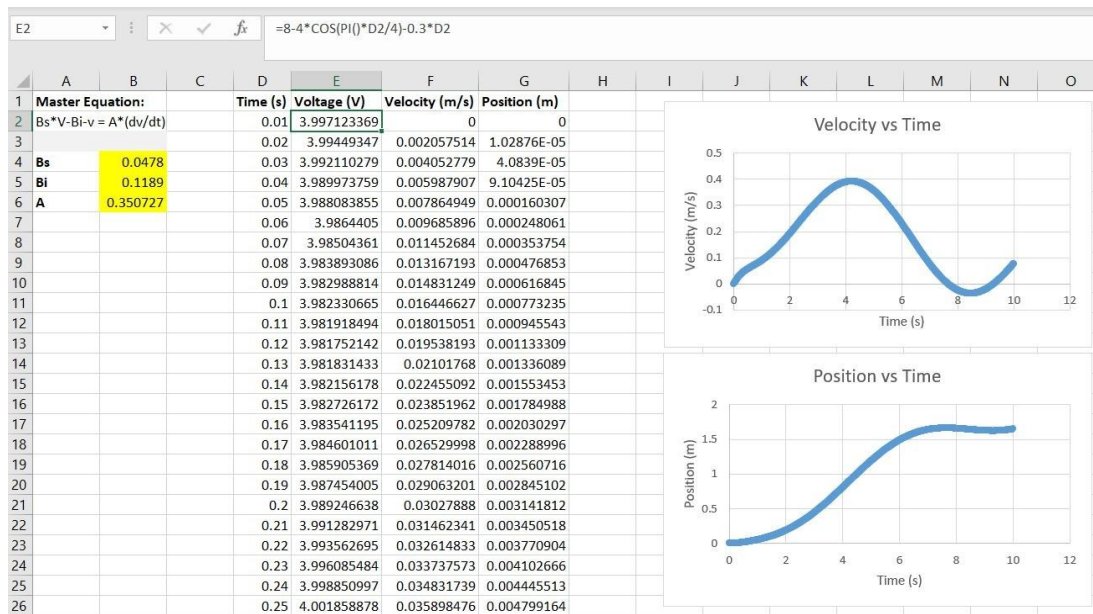 E2 fx =8-4*COS(PI()*D2/4)-0.3*D2
A B C D E F G H I J K L M N O
1 Master Equation: Time (s) Voltage (V) Velocity (m/s) Position (m)
2 Bs*V-Bi-v = A*(dv/dt) 0.01 3.997123369 0 0
3 0.02 3.99449347 0.002057514 1.02876E-05
4 Bs 0.0478 0.03 3.992110279 0.004052779 4.0839E-05
5 Bi 0.1189 0.04 3.989973759 0.005987907 9.10425E-05
6 A 0.350727 0.05 3.988083855 0.007864949 0.000160307
7 0.06 3.9864405 0.009685896 0.000248061
8 0.07 3.98504361 0.011452684 0.000353754
9 0.08 3.983893086 0.013167193 0.000476853
10 0.09 3.982988814 0.014831249 0.000616845
11 0.1 3.982330665 0.016446627 0.000773235
12 0.11 3.981918494 0.018015051 0.000945543
13 0.12 3.981752142 0.019538193 0.001133309
14 0.13 3.981831433 0.02101768 0.001336089
15 0.14 3.982156178 0.022455092 0.001553453
16 0.15 3.982726172 0.023851962 0.001784988
17 0.16 3.983541195 0.025209782 0.002030297
18 0.17 3.984601011 0.026529998 0.002288996
19 0.18 3.985905369 0.027814016 0.002560716
20 0.19 3.987454005 0.029063201 0.002845102
21 0.2 3.989246638 0.03027888 0.003141812
22 0.21 3.991282971 0.031462341 0.003450518
23 0.22 3.993562695 0.032614833 0.003770904
24 0.23 3.996085484 0.033737573 0.004102666
25 0.24 3.998850997 0.034831739 0.004445513
26 0.25 4.001858878 0.035898476 0.004799164
Velocity vs Time
Velocity (m/s)
0.5
0.4
0.3
0.2
0.1
0
-0.1
0 2 4 6 8 10 12
Time (s)
Position vs Time
Position (m)
2
1.5
1
0.5
0
0 2 4 6 8 10 12
Time (s)